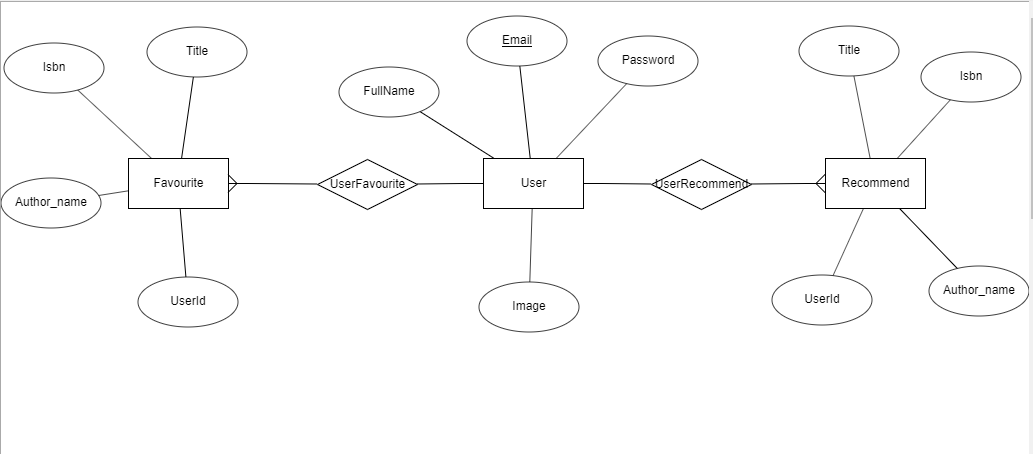 Email
Title
Title
Password
Isbn
Isbn
FullName
Favourite
UserFavourite
User
UserRecommend
Recommend
Author_name
UserId
Image
UserId
Author_name